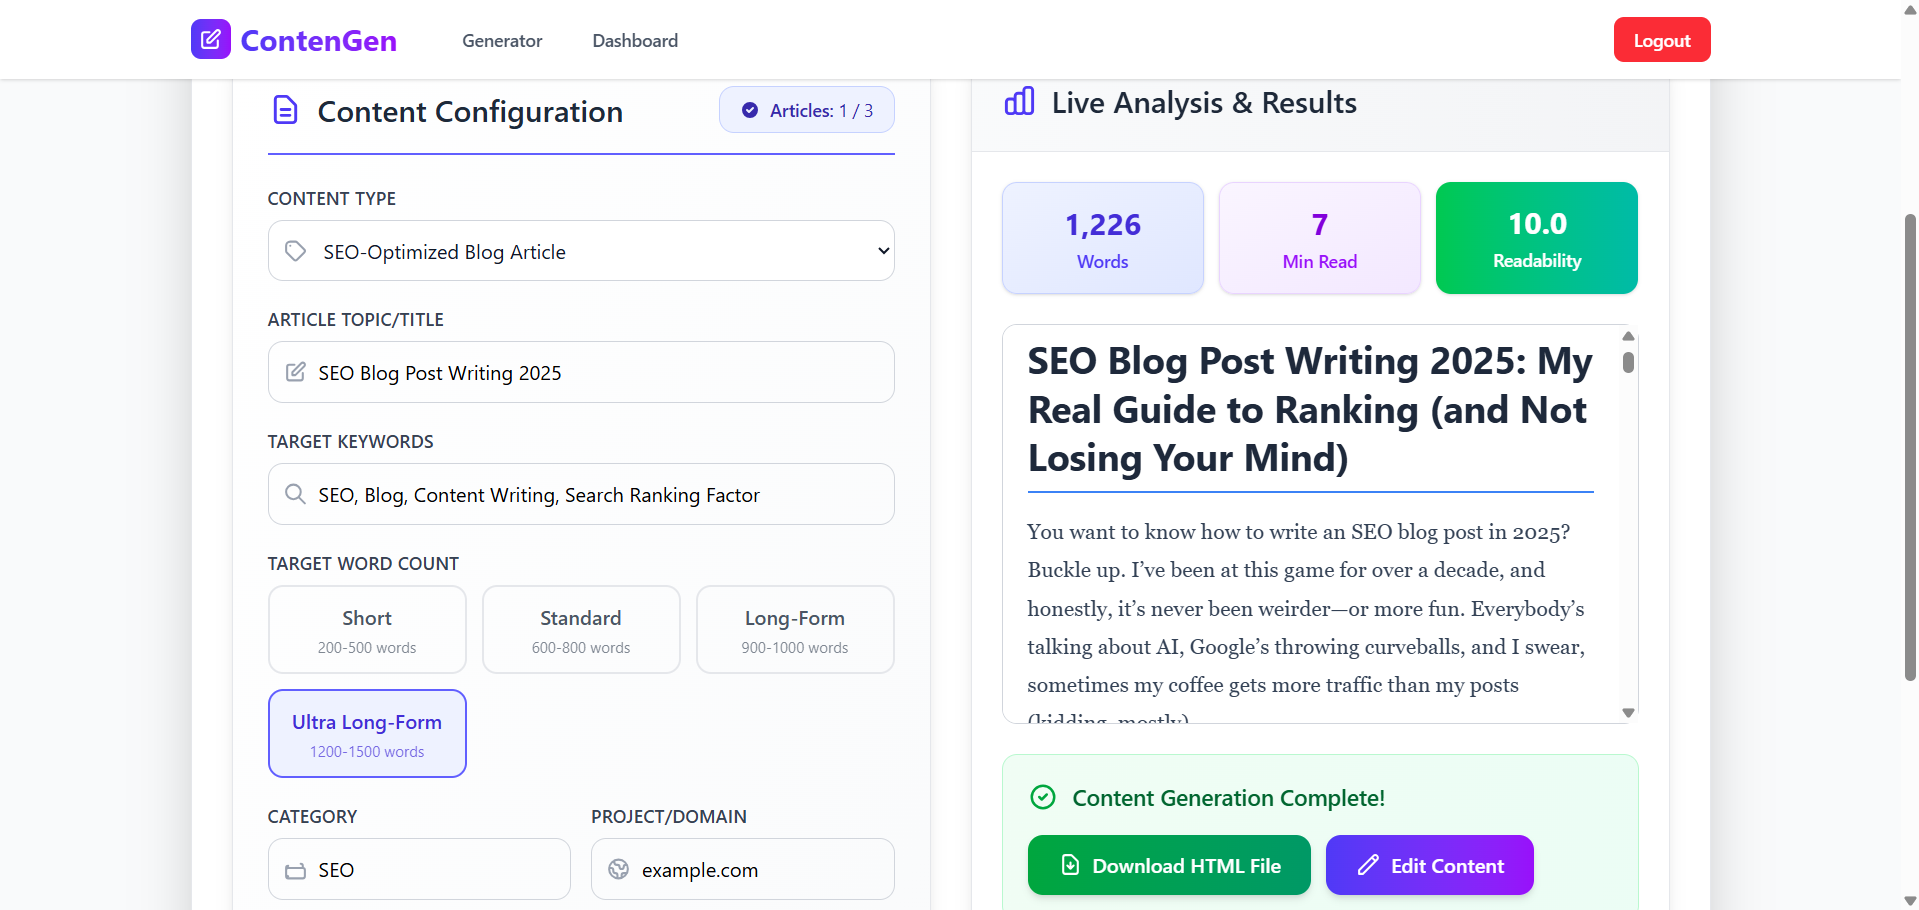 ContenGen
Generator
Dashboard
Logout
Content Configuration
Articles: 1 / 3
CONTENT TYPE
SEO-Optimized Blog Article
ARTICLE TOPIC/TITLE
SEO Blog Post Writing 2025
TARGET KEYWORDS
SEO, Blog, Content Writing, Search Ranking Factor
TARGET WORD COUNT
Short
200-500 words
Standard
600-800 words
Long-Form
900-1000 words
Ultra Long-Form
1200-1500 words
CATEGORY
SEO
PROJECT/DOMAIN
example.com
Live Analysis & Results
1,226
Words
7
Min Read
10.0
Readability
SEO Blog Post Writing 2025: My
Real Guide to Ranking (and Not
Losing Your Mind)
You want to know how to write an SEO blog post in 2025?
Buckle up. I’ve been at this game for over a decade, and
honestly, it’s never been weirder—or more fun. Everybody’s
talking about AI, Google’s throwing curveballs, and I swear,
sometimes my coffee gets more traffic than my posts
(kidding, mostly)
Content Generation Complete!
Download HTML File
Edit Content